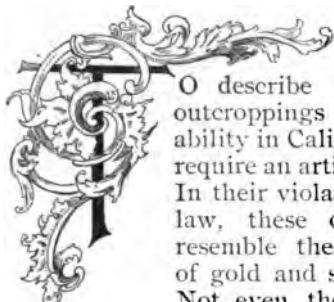 TO describe
outcroppings
ability in Cali
require an arti
In their viola
law, these
resemble the
of gold and s
Not even the